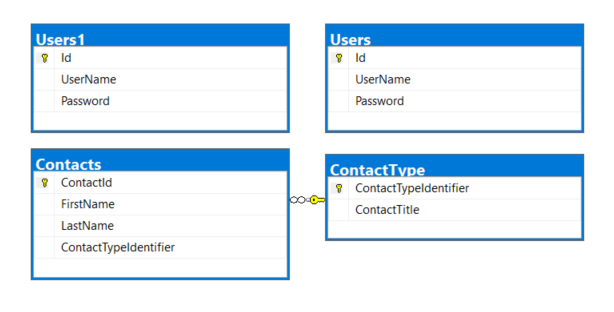 Users1
Id
UserName
Password
Users
Id
UserName
Password
Contacts
ContactId
FirstName
LastName
ContactTypeIdentifier
ContactType
ContactTypeIdentifier
ContactTitle